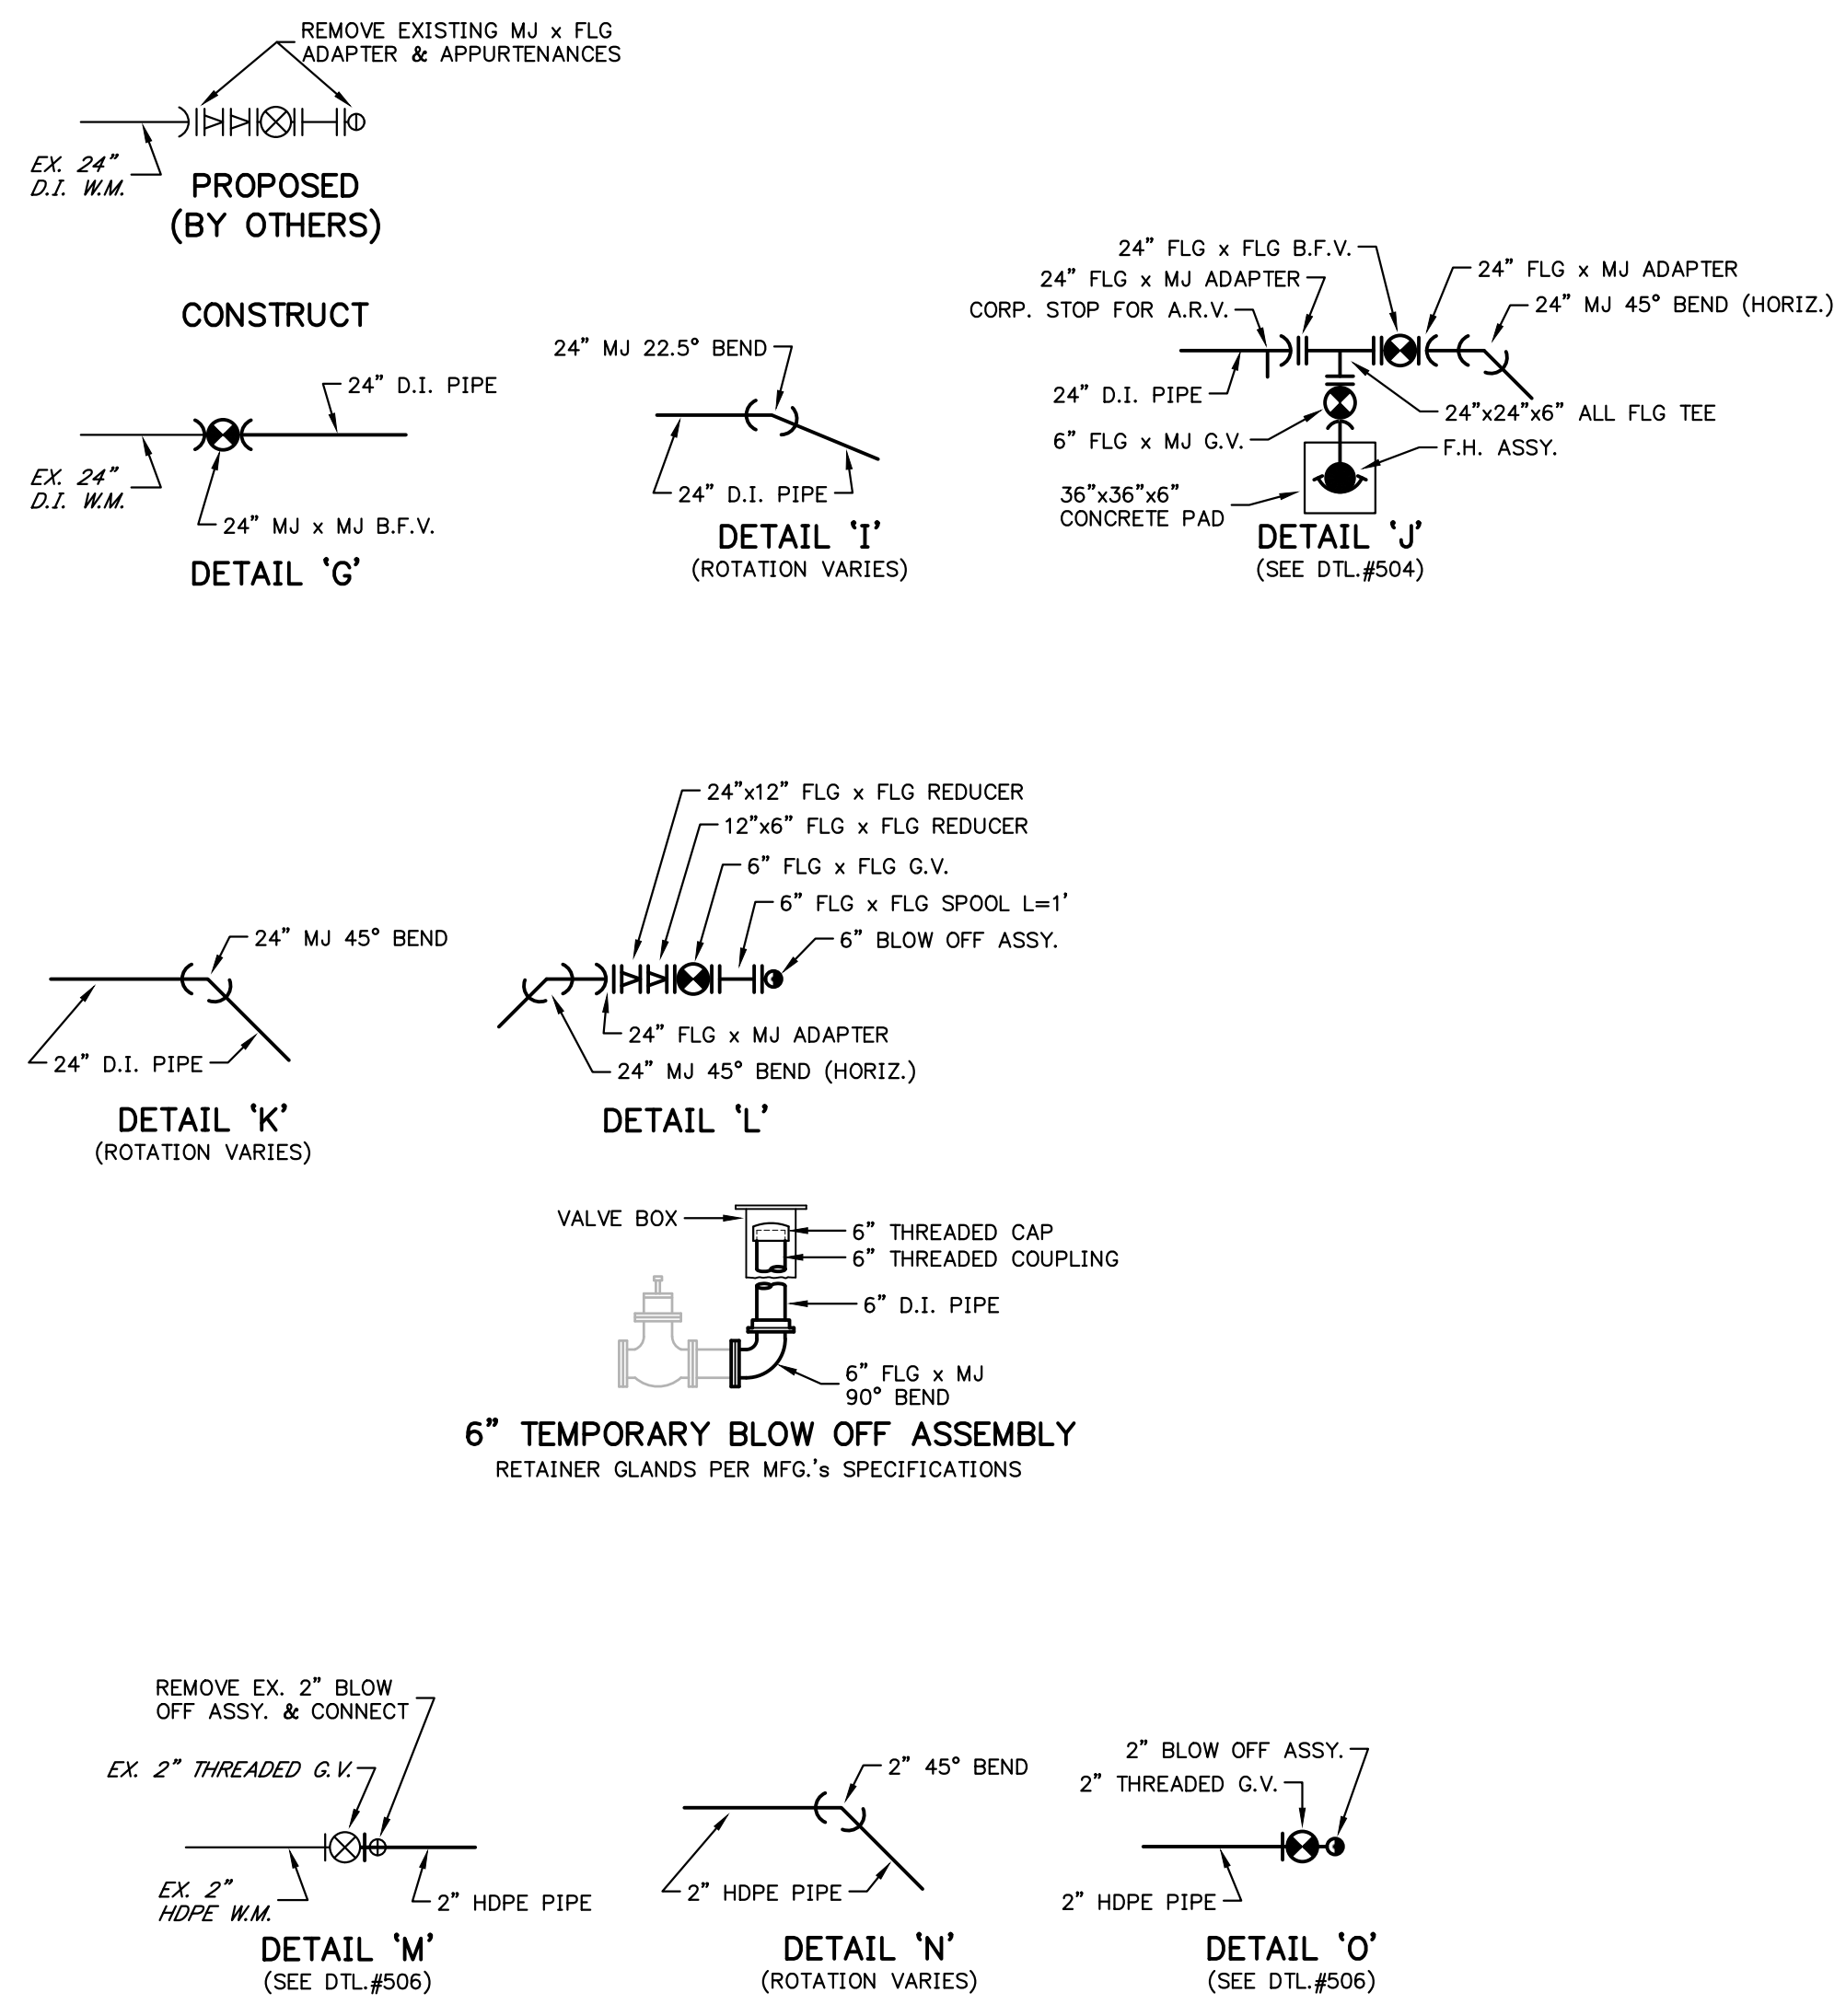 REMOVE EXISTING MJ x FLG
ADAPTER & APPURTENANCES
EX. 24"
D.I. W.M.
PROPOSED
(BY OTHERS)
CONSTRUCT
24" D.I. PIPE
EX. 24"
D.I. W.M.
24" MJ x MJ B.F.V.
DETAIL 'G'
24" MJ 22.5° BEND
24" D.I. PIPE
DETAIL 'I'
(ROTATION VARIES)
24" FLG x FLG B.F.V.
24" FLG x MJ ADAPTER
CORP. STOP FOR A.R.V.
24" FLG x MJ ADAPTER
24" MJ 45° BEND (HORIZ.)
24" D.I. PIPE
24"x24"x6" ALL FLG TEE
6" FLG x MJ G.V.
F.H. ASSY.
36"x36"x6"
CONCRETE PAD
DETAIL 'J'
(SEE DTL.#504)
24" MJ 45° BEND
24" D.I. PIPE
DETAIL 'K'
(ROTATION VARIES)
24"x12" FLG x FLG REDUCER
12"x6" FLG x FLG REDUCER
6" FLG x FLG G.V.
6" FLG x FLG SPOOL L=1'
6" BLOW OFF ASSY.
24" FLG x MJ ADAPTER
24" MJ 45° BEND (HORIZ.)
DETAIL 'L'
VALVE BOX
6" THREADED CAP
6" THREADED COUPLING
6" D.I. PIPE
6" FLG x MJ
90° BEND
6" TEMPORARY BLOW OFF ASSEMBLY
RETAINER GLANDS PER MFG.'s SPECIFICATIONS
REMOVE EX. 2" BLOW
OFF ASSY. & CONNECT
EX. 2" THREADED G.V.
EX. 2"
HDPE W.M.
2" HDPE PIPE
DETAIL 'M'
(SEE DTL.#506)
2" 45° BEND
2" HDPE PIPE
DETAIL 'N'
(ROTATION VARIES)
2" BLOW OFF ASSY.
2" THREADED G.V.
2" HDPE PIPE
DETAIL 'O'
(SEE DTL.#506)